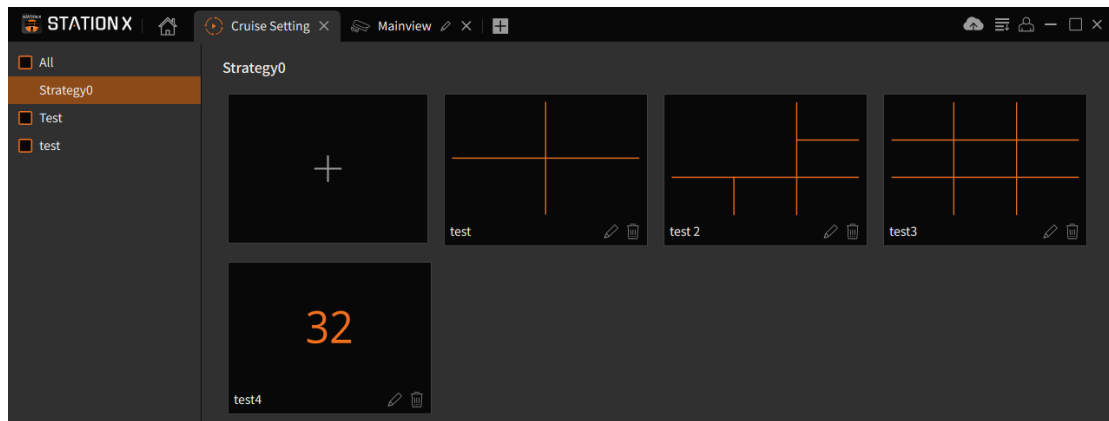 STATION X
Cruise Setting
Mainview
All
Strategy0
Test
test
Strategy0
test
test 2
test3
32
test4